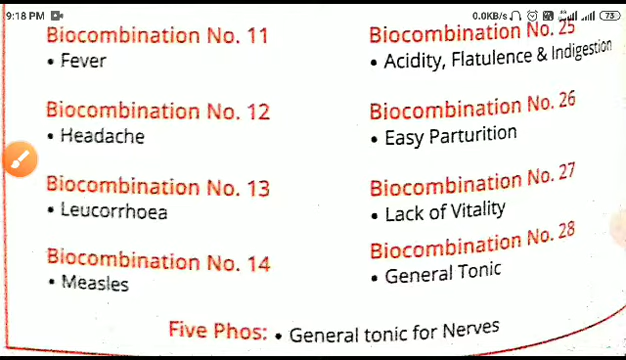 9:18 PM
0.0KB/s
73
Biocombination No. 11
• Fever
Biocombination No. 12
• Headache
Biocombination No. 13
• Leucorrhoea
Biocombination No. 14
• Measles
Biocombination No. 25
• Acidity, Flatulence & Indigestion
Biocombination No. 26
• Easy Parturition
Biocombination No. 27
• Lack of Vitality
Biocombination No. 28
• General Tonic
Five Phos: • General tonic for Nerves